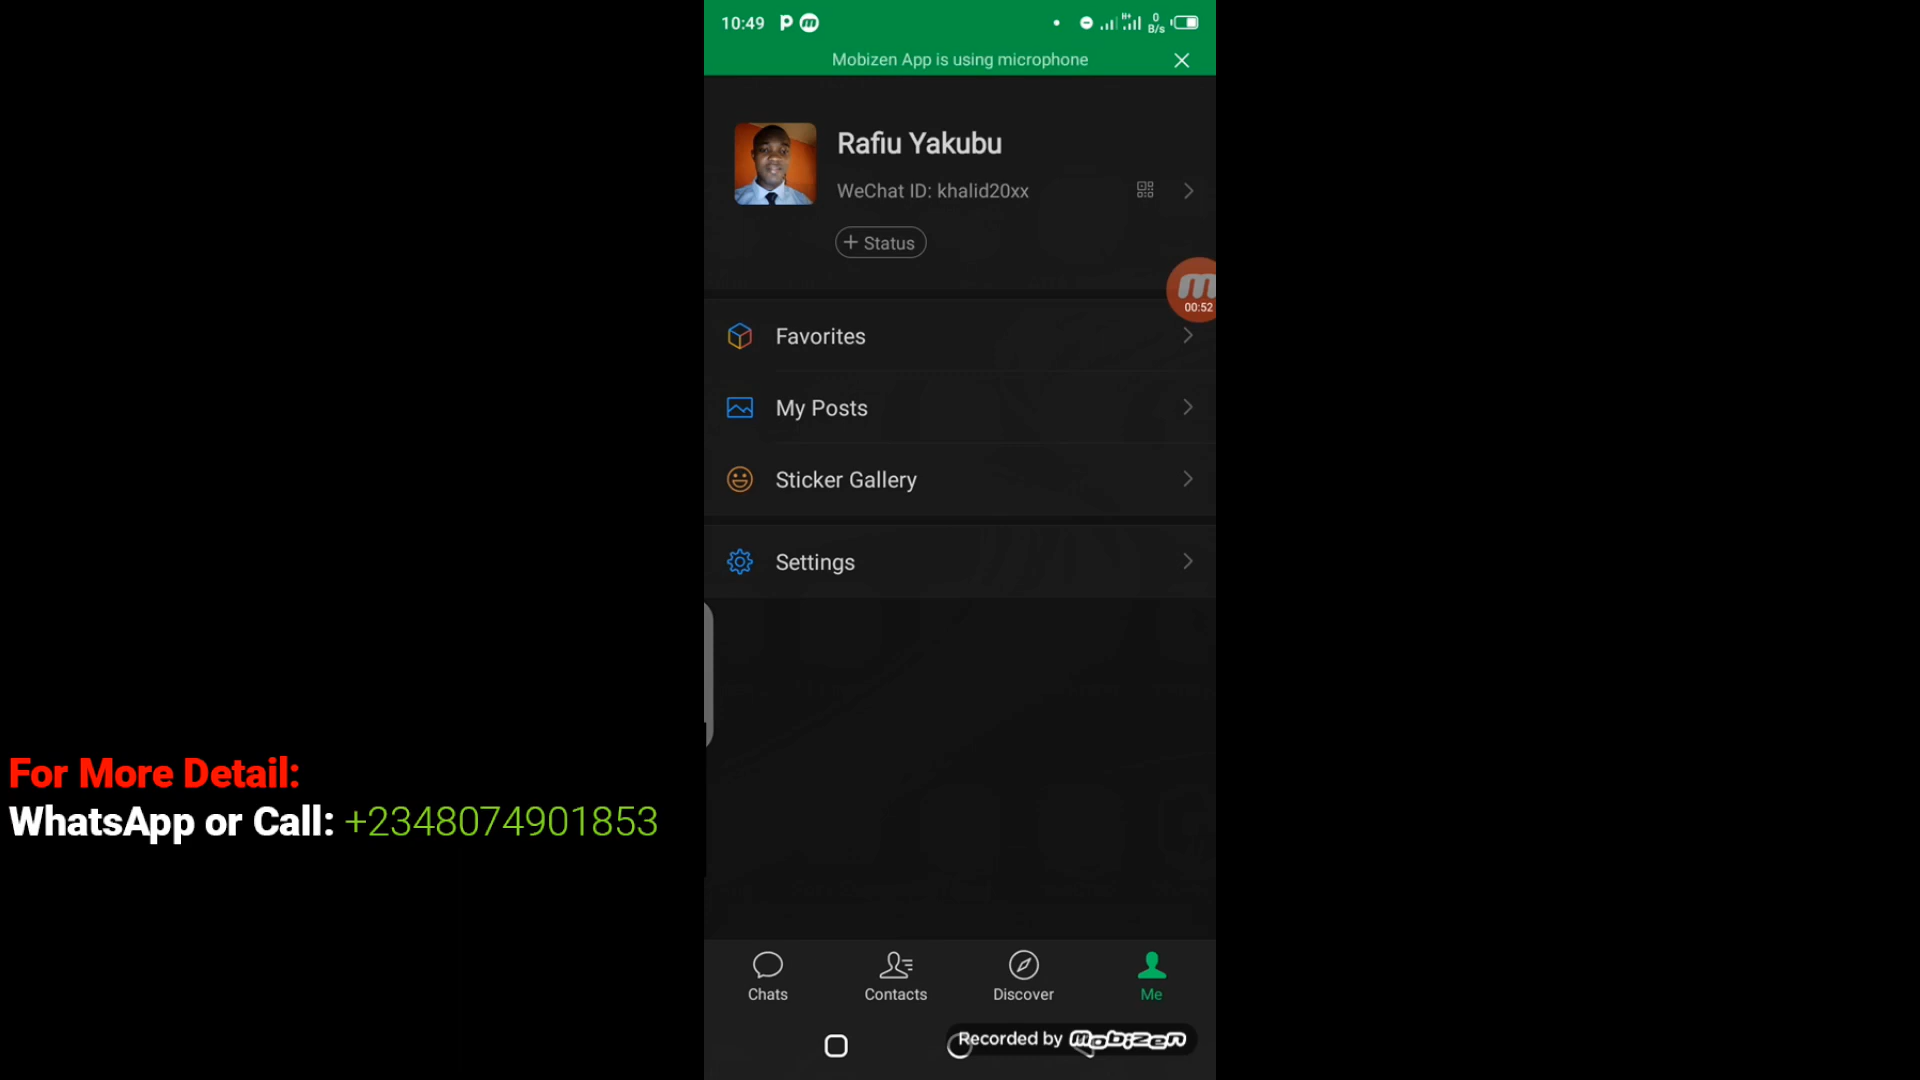 10:49
0
B/s
H+
Mobizen App is using microphone
Rafiu Yakubu
WeChat ID: khalid20xx
+ Status
00:52
Favorites
My Posts
Sticker Gallery
Settings
For More Detail:
WhatsApp or Call: +2348074901853
Chats
Contacts
Discover
Me
Recorded by mobizen